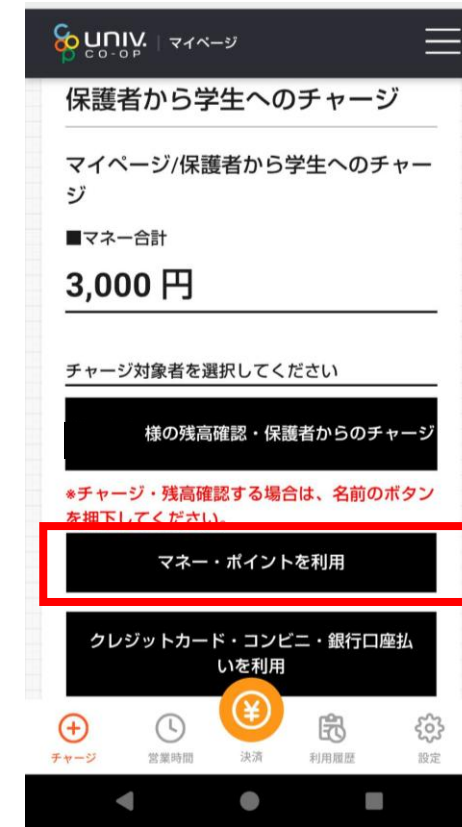 UNIV. CO-OP マイページ
保護者から学生へのチャージ
マイページ/保護者から学生へのチャー
ジ
■マネー合計
3,000 円
チャージ対象者を選択してください
様の残高確認・保護者からのチャージ
*チャージ・残高確認する場合は、名前のボタン
を押下してください。
マネー・ポイントを利用
クレジットカード・コンビニ・銀行口座払
いを利用
チャージ 営業時間 決済 利用履歴 設定